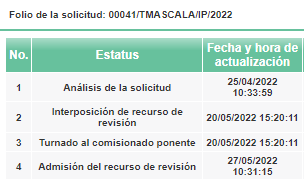 Folio de la solicitud: 00041/TMASCALA/IP/2022
No. Estatus Fecha y hora de actualización
1 Análisis de la solicitud 25/04/2022 10:33:59
2 Interposición de recurso de revisión 20/05/2022 15:20:11
3 Turnado al comisionado ponente 20/05/2022 15:20:11
4 Admisión del recurso de revisión 27/05/2022 10:31:15